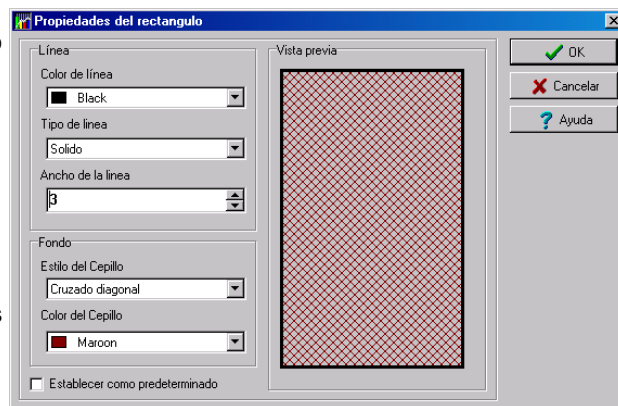 Propiedades del rectangulo
o
Línea
Color de línea
Black
Tipo de linea
Solido
Ancho de la linea
3
Fondo
Estilo del Cepillo
Cruzado diagonal
s
Color del Cepillo
Maroon
Establecer como predeterminado
Vista previa
OK
Cancelar
? Ayuda